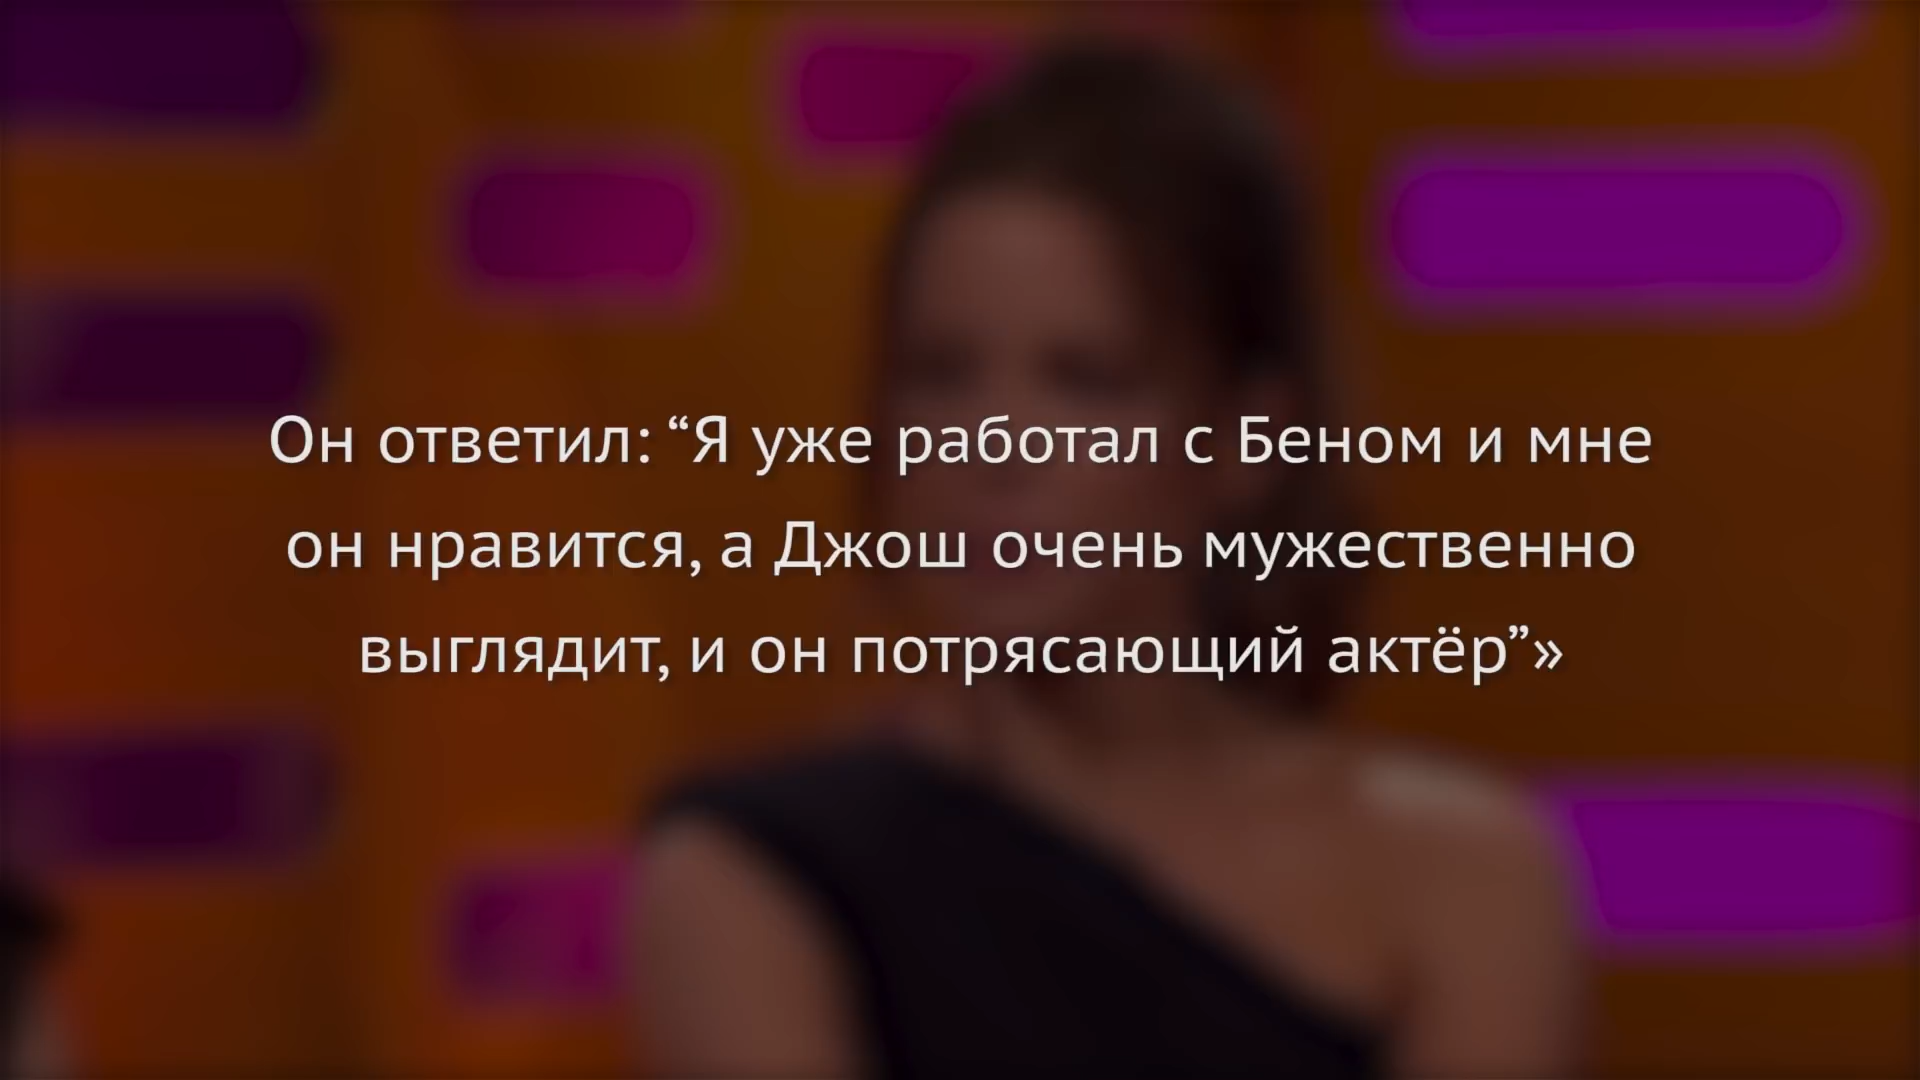 Он ответил: “Я уже работал с Беном и мне
он нравится, а Джош очень мужественно
выглядит, и он потрясающий актёр”»